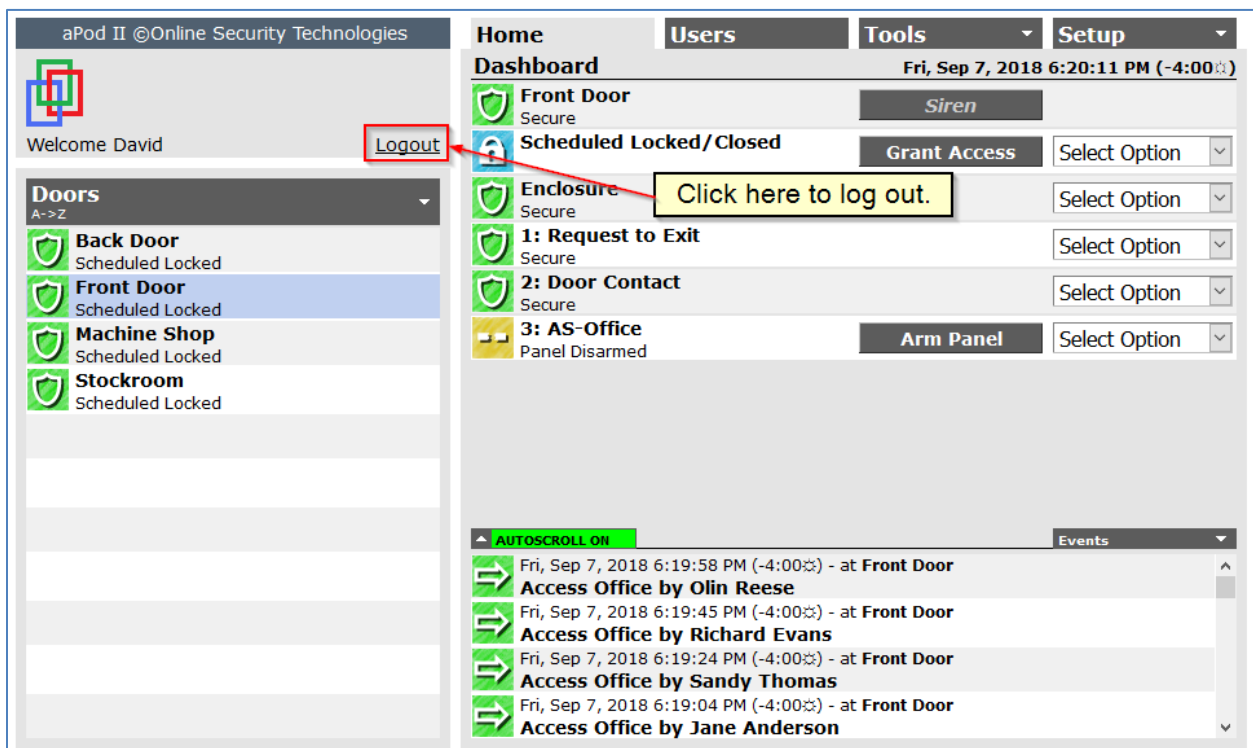 aPod II ©Online Security Technologies
Welcome David
Logout
Doors
A->Z
Back Door
Scheduled Locked
Front Door
Scheduled Locked
Machine Shop
Scheduled Locked
Stockroom
Scheduled Locked
Home Users Tools Setup
Dashboard Fri, Sep 7, 2018 6:20:11 PM (-4:00☼)
Front Door
Secure
Siren
Scheduled Locked/Closed
Grant Access Select Option
Enclosure
Secure
Click here to log out.
Select Option
1: Request to Exit
Secure
Select Option
2: Door Contact
Secure
Select Option
3: AS-Office
Panel Disarmed
Arm Panel Select Option
AUTOSCROLL ON Events
Fri, Sep 7, 2018 6:19:58 PM (-4:00☼) - at Front Door
Access Office by Olin Reese
Fri, Sep 7, 2018 6:19:45 PM (-4:00☼) - at Front Door
Access Office by Richard Evans
Fri, Sep 7, 2018 6:19:24 PM (-4:00☼) - at Front Door
Access Office by Sandy Thomas
Fri, Sep 7, 2018 6:19:04 PM (-4:00☼) - at Front Door
Access Office by Jane Anderson